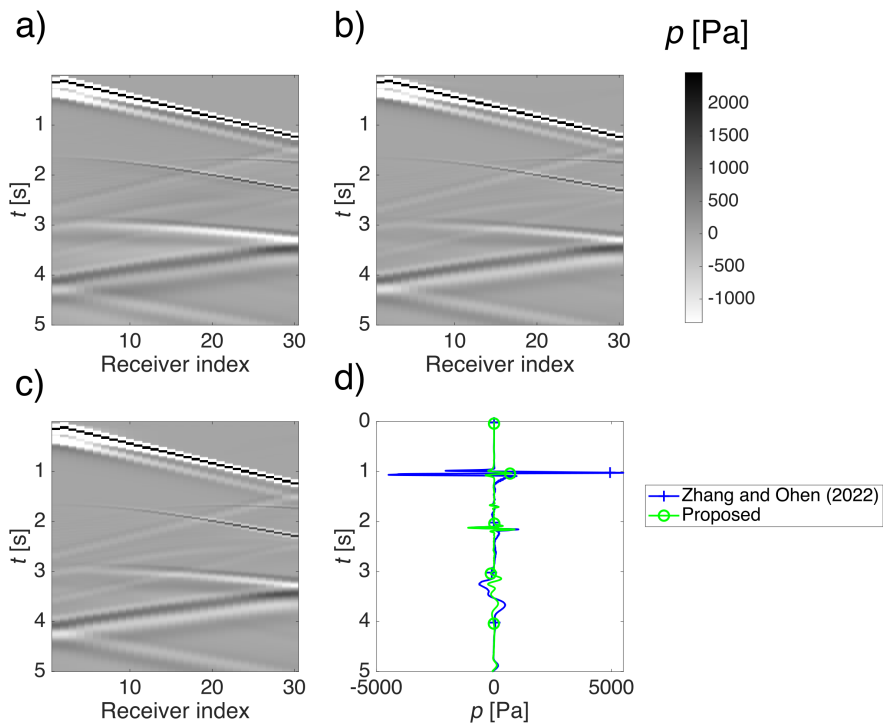 a)
b)
p [Pa]
t [s]
1
2
3
4
5
10
20
30
Receiver index
t [s]
1
2
3
4
5
10
20
30
Receiver index
2000
1500
1000
500
0
-500
-1000
c)
d)
t [s]
1
2
3
4
5
10
20
30
Receiver index
t [s]
0
1
2
3
4
5
-5000
0
5000
p [Pa]
Zhang and Ohen (2022)
Proposed